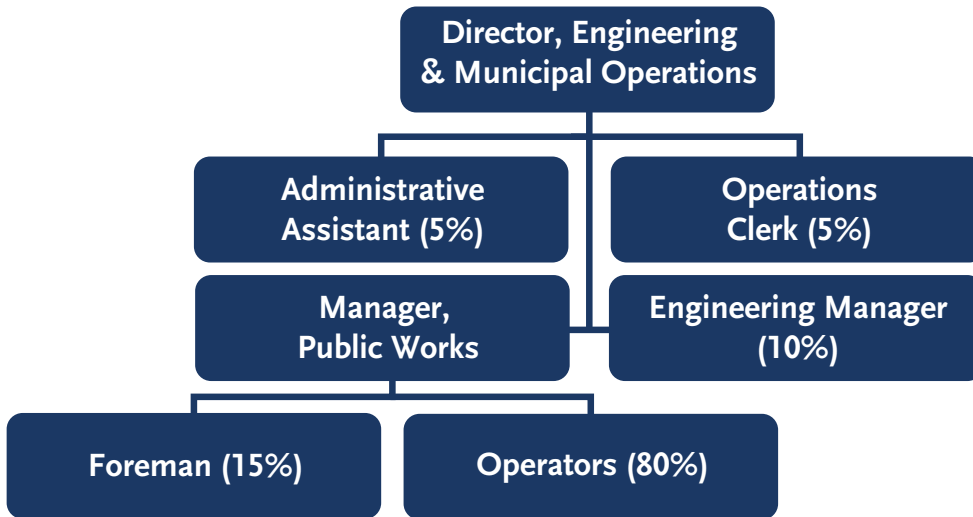 Director, Engineering
& Municipal Operations
Administrative
Assistant (5%)
Operations
Clerk (5%)
Manager,
Public Works
Engineering Manager
(10%)
Foreman (15%)
Operators (80%)